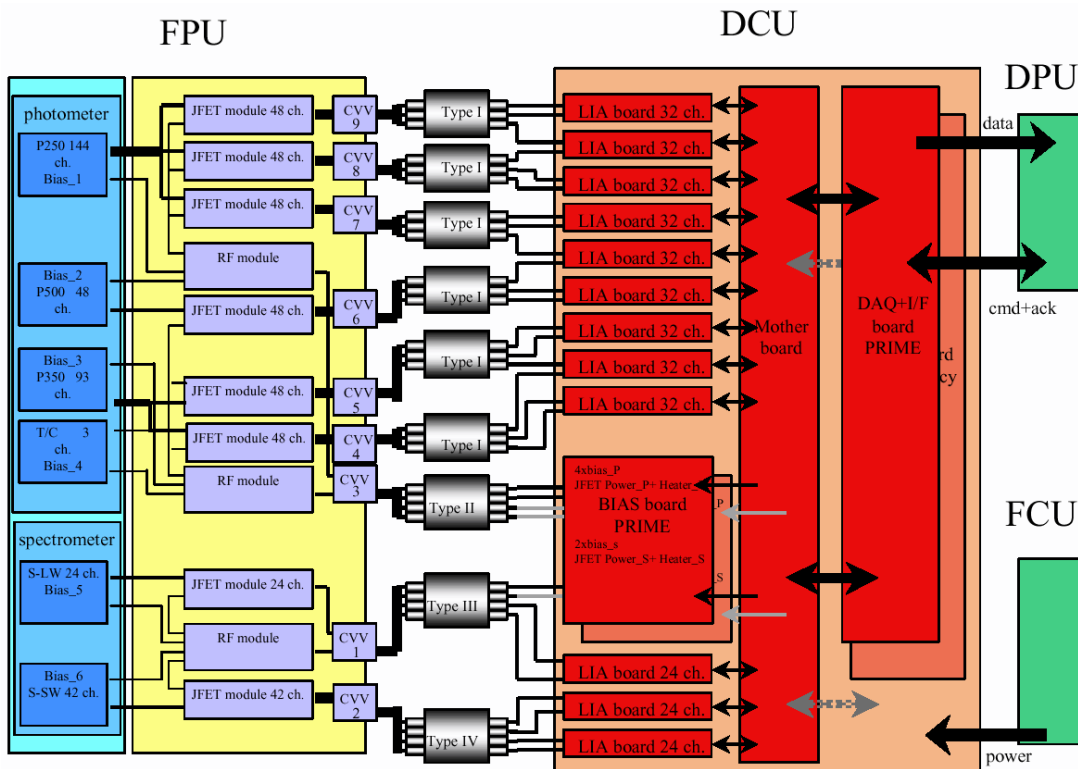 FPU
DCU
DPU
FCU
photometer
P250 144
ch.
Bias_1
Bias_2
P500 48
ch.
Bias_3
P350 93
ch.
T/C 3
ch.
Bias_4
spectrometer
S-LW 24 ch.
Bias_5
Bias_6
S-SW 42 ch.
JFET module 48 ch.
JFET module 48 ch.
JFET module 48 ch.
RF module
JFET module 48 ch.
JFET module 48 ch.
JFET module 48 ch.
RF module
JFET module 24 ch.
RF module
JFET module 42 ch.
CVV
9
CVV
8
CVV
7
CVV
6
CVV
5
CVV
4
CVV
3
CVV
1
CVV
2
Type I
Type I
Type I
Type I
Type I
Type I
Type II
Type III
Type IV
LIA board 32 ch.
LIA board 32 ch.
LIA board 32 ch.
LIA board 32 ch.
LIA board 32 ch.
LIA board 32 ch.
LIA board 32 ch.
LIA board 32 ch.
LIA board 32 ch.
4xbias_P
JFET Power_P+ Heater_
BIAS board
PRIME
2xbias_s
JFET Power_S+ Heater_S
_P
_S
LIA board 24 ch.
LIA board 24 ch.
LIA board 24 ch.
Mother
board
DAQ+I/F
board
PRIME
rd
cy
data
cmd+ack
power